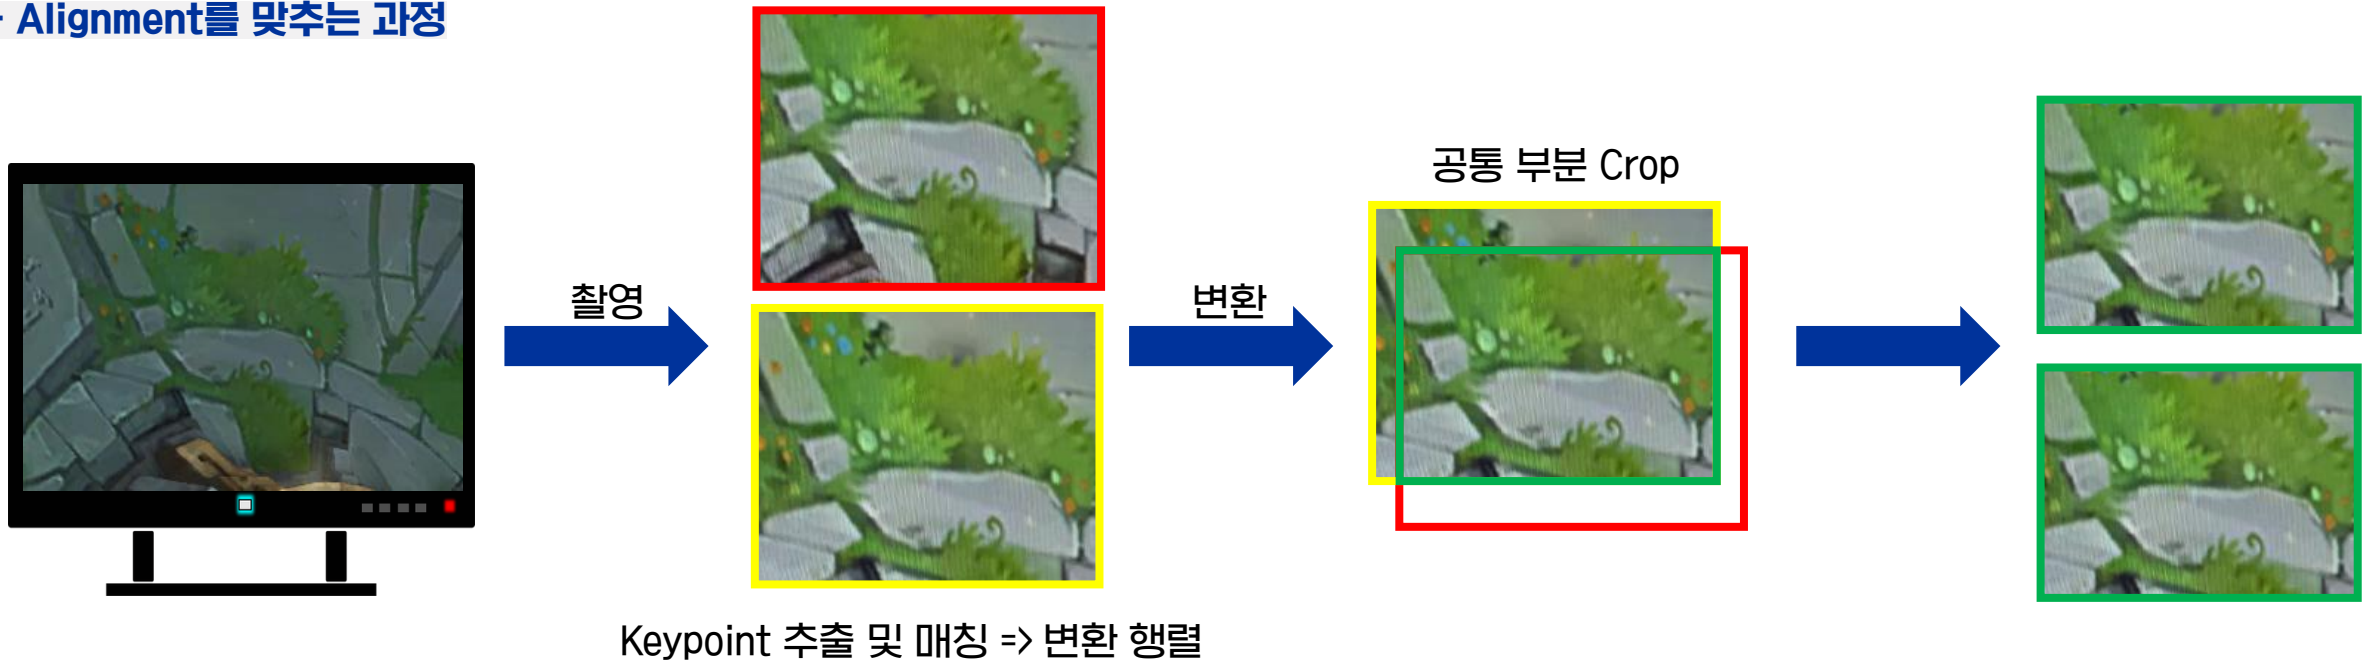 Alignment를 맞추는 과정
촬영
변환
공통 부분 Crop
Keypoint 추출 및 매칭 => 변환 행렬